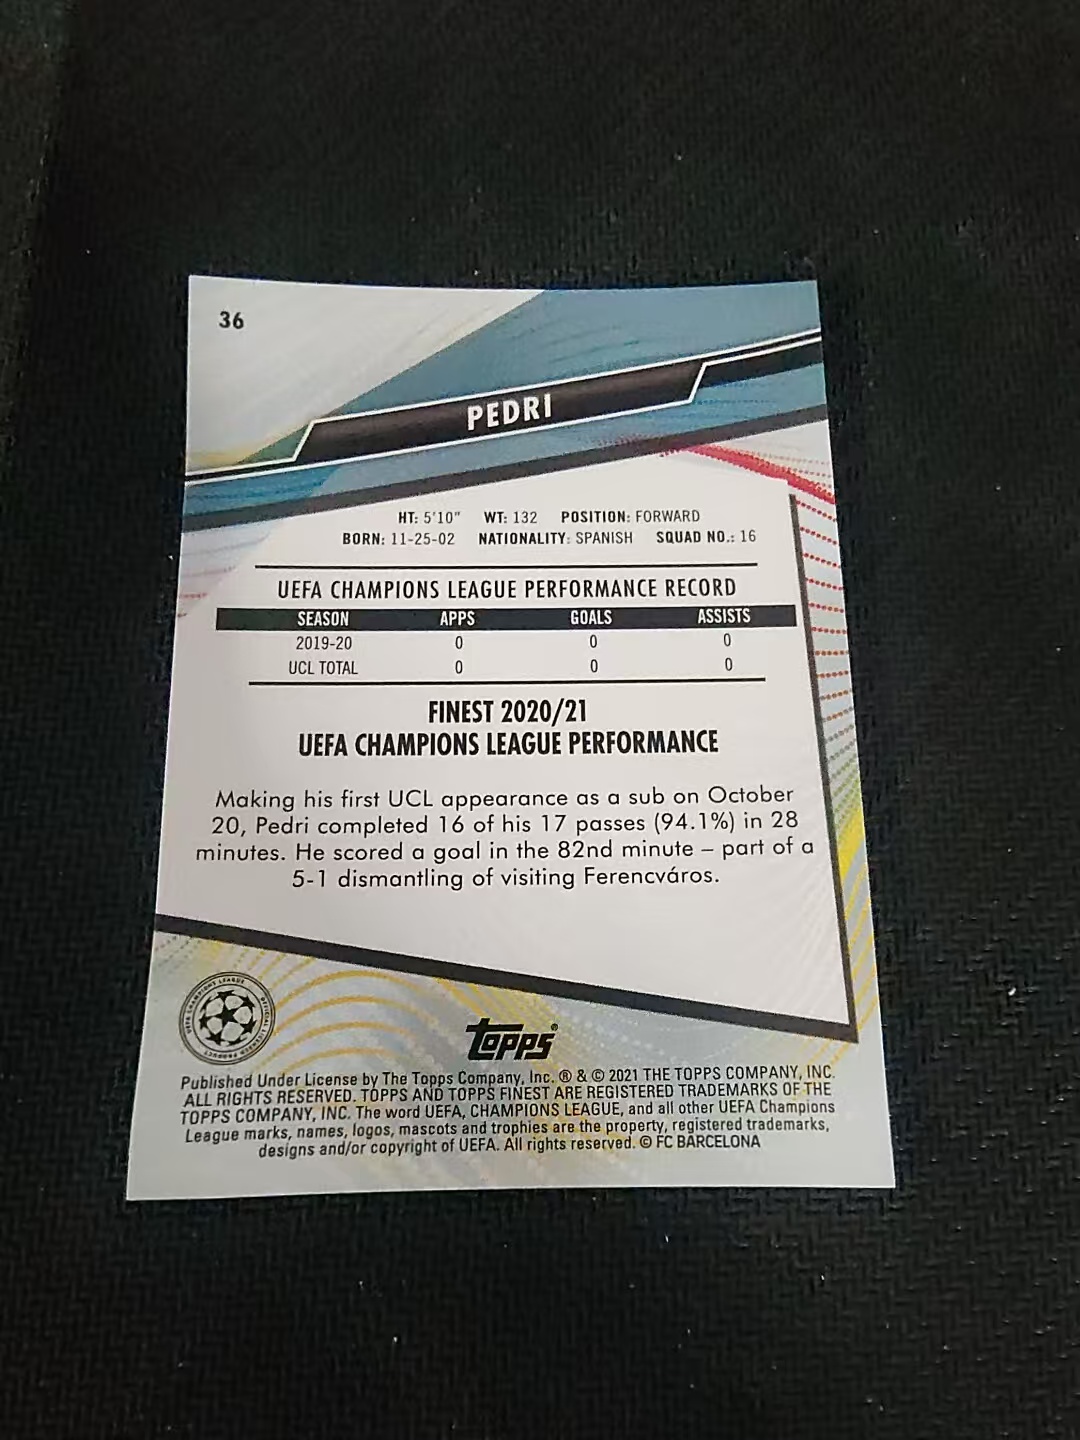 36
PEDRI
HT: 5'10" WT: 132 POSITION: FORWARD
BORN: 11-25-02 NATIONALITY: SPANISH SQUAD NO.: 16
UEFA CHAMPIONS LEAGUE PERFORMANCE RECORD
SEASON APPS GOALS ASSISTS
2019-20 0 0 0
UCL TOTAL 0 0 0
FINEST 2020/21
UEFA CHAMPIONS LEAGUE PERFORMANCE
Making his first UCL appearance as a sub on October
20, Pedri completed 16 of his 17 passes (94.1%) in 28
minutes. He scored a goal in the 82nd minute – part of a
5-1 dismantling of visiting Ferencváros.
UEFA CHAMPIONS LEAGUE OFFICIAL LICENSED PRODUCT
topps®
Published Under License by The Topps Company, Inc. ® & © 2021 THE TOPPS COMPANY, INC.
ALL RIGHTS RESERVED. TOPPS AND TOPPS FINEST ARE REGISTERED TRADEMARKS OF THE
TOPPS COMPANY, INC. The word UEFA, CHAMPIONS LEAGUE, and all other UEFA Champions
League marks, names, logos, mascots and trophies are the property, registered trademarks,
designs and/or copyright of UEFA. All rights reserved. © FC BARCELONA